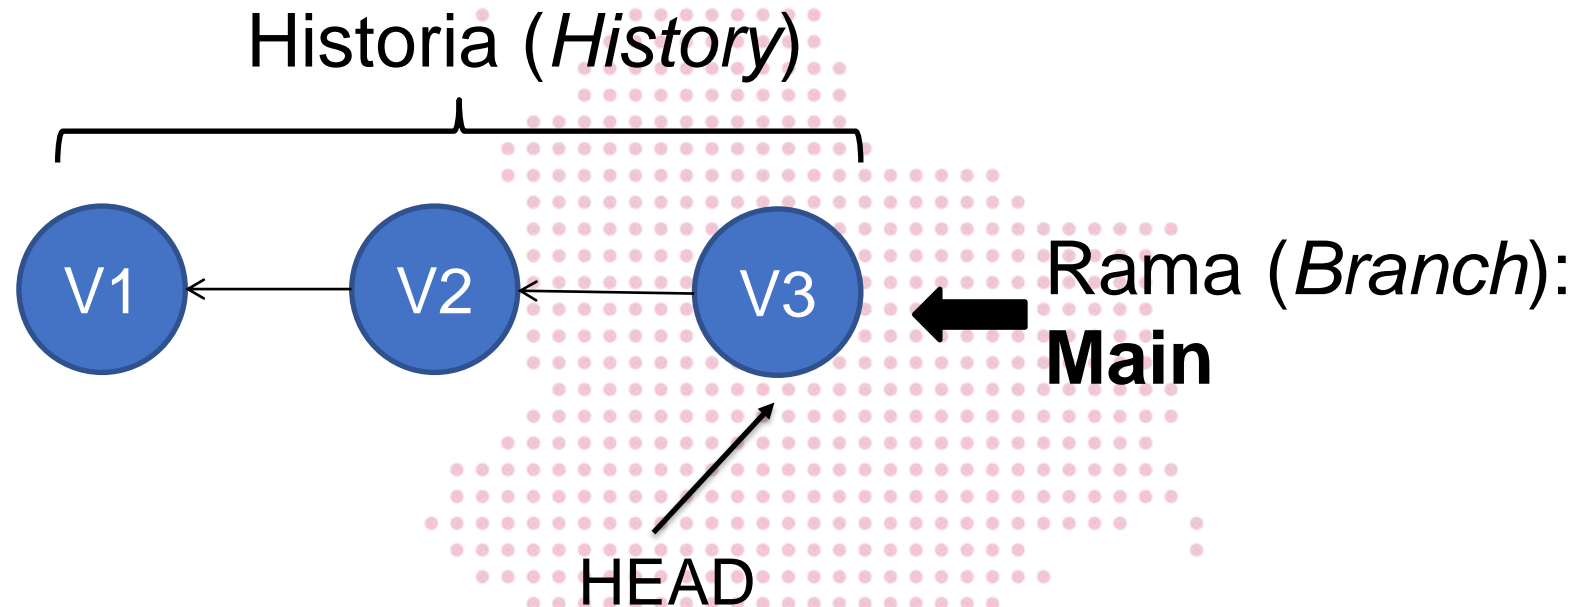 Historia (History)
V1
V2
V3
Rama (Branch):
Main
HEAD